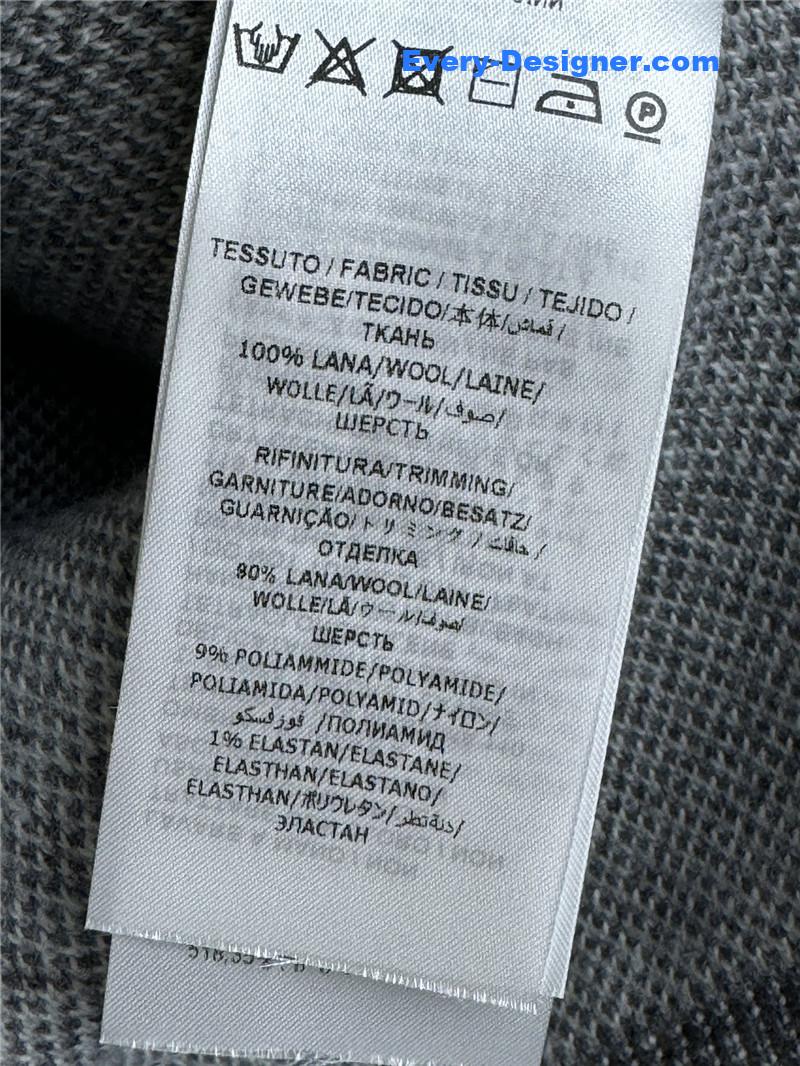 Every-Designer.com
P
TESSUTO / FABRIC / TISSU / TEJIDO /
GEWEBE/TECIDO/本体/قماش/
ТКАНЬ
100% LANA/WOOL/LAINE/
WOLLE/LÃ/ウール/صوف/
ШЕРСТЬ
RIFINITURA/TRIMMING/
GARNITURE/ADORNO/BESATZ/
GUARNIÇÃO/トリミング/حافات/
ОТДЕЛКА
90% LANA/WOOL/LAINE/
WOLLE/LÃ/ウール/صوف/
ШЕРСТЬ
9% POLIAMMIDE/POLYAMIDE/
POLIAMIDA/POLYAMID/ナイロン/
/ПОЛИАМИД
1% ELASTAN/ELASTANE/
ELASTHAN/ELASTANO/
ELASTHAN/ポリウレタン/
ЭЛАСТАН